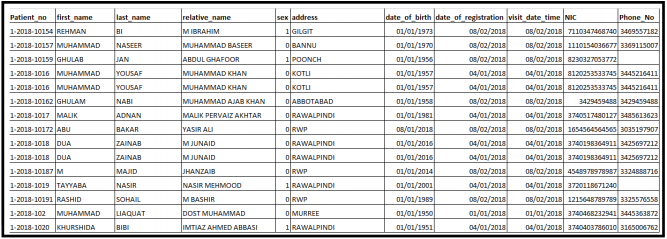 Patient_no first_name last_name relative_name sex address date_of_birth date_of_registration visit_date_time NIC Phone_No
1-2018-10154 REHMAN BI M IBRAHIM 1 GILGIT 01/01/1973 08/02/2018 08/02/2018 7110347468740 3469557182
1-2018-10157 MUHAMMAD NASEER MUHAMMAD BASEER 0 BANNU 01/01/1970 08/02/2018 08/02/2018 1110154036677 3369115007
1-2018-10159 GHULAB JAN ABDUL GHAFOOR 1 POONCH 01/01/1956 08/02/2018 08/02/2018 8230327053772
1-2018-1016 MUHAMMAD YOUSAF MUHAMMAD KHAN 0 KOTLI 01/01/1957 04/01/2018 04/01/2018 8120253533745 3445216411
1-2018-1016 MUHAMMAD YOUSAF MUHAMMAD KHAN 0 KOTLI 01/01/1957 04/01/2018 04/01/2018 8120253533745 3445216411
1-2018-10162 GHULAM NABI MUHAMMAD AJAB KHAN 0 ABBOTABAD 01/01/1958 08/02/2018 08/02/2018 3429459488 3429459488
1-2018-1017 MALIK ADNAN MALIK PERVAIZ AKHTAR 0 RAWALPINDI 01/01/1981 04/01/2018 04/01/2018 3740517480127 3485613623
1-2018-10172 ABU BAKAR YASIR ALI 0 RWP 08/01/2018 08/02/2018 08/02/2018 1654564564565 3035197907
1-2018-1018 DUA ZAINAB M JUNAID 0 RAWALPINDI 01/01/2016 04/01/2018 04/01/2018 3740198364911 3425697212
1-2018-1018 DUA ZAINAB M JUNAID 0 RAWALPINDI 01/01/2016 04/01/2018 04/01/2018 3740198364911 3425697212
1-2018-10187 M MAJID JHANZAIB 0 RWP 01/01/2014 08/02/2018 08/02/2018 4548978978987 3324888716
1-2018-1019 TAYYABA NASIR NASIR MEHMOOD 1 RAWALPINDI 01/01/2001 04/01/2018 04/01/2018 3720118671240
1-2018-10191 RASHID SOHAIL M BASHIR 0 RWP 01/01/1989 08/02/2018 08/02/2018 1215648789789 3325576558
1-2018-102 MUHAMMAD LIAQUAT DOST MUHAMMAD 0 MURREE 01/01/1950 01/01/2018 01/01/2018 3740468232941 3445363872
1-2018-1020 KHURSHIDA BIBI IMTIAZ AHMED ABBASI 1 RAWALPINDI 01/01/1951 04/01/2018 04/01/2018 3740403786010 3165006762